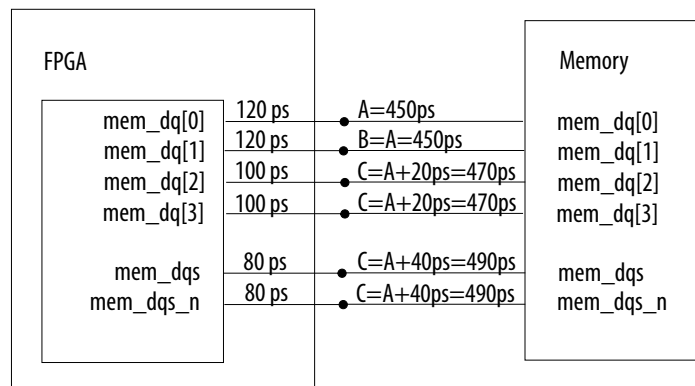 FPGA
Memory
mem_dq[0] 120 ps A=450ps mem_dq[0]
mem_dq[1] 120 ps B=A=450ps mem_dq[1]
mem_dq[2] 100 ps C=A+20ps=470ps mem_dq[2]
mem_dq[3] 100 ps C=A+20ps=470ps mem_dq[3]
mem_dqs 80 ps C=A+40ps=490ps mem_dqs
mem_dqs_n 80 ps C=A+40ps=490ps mem_dqs_n